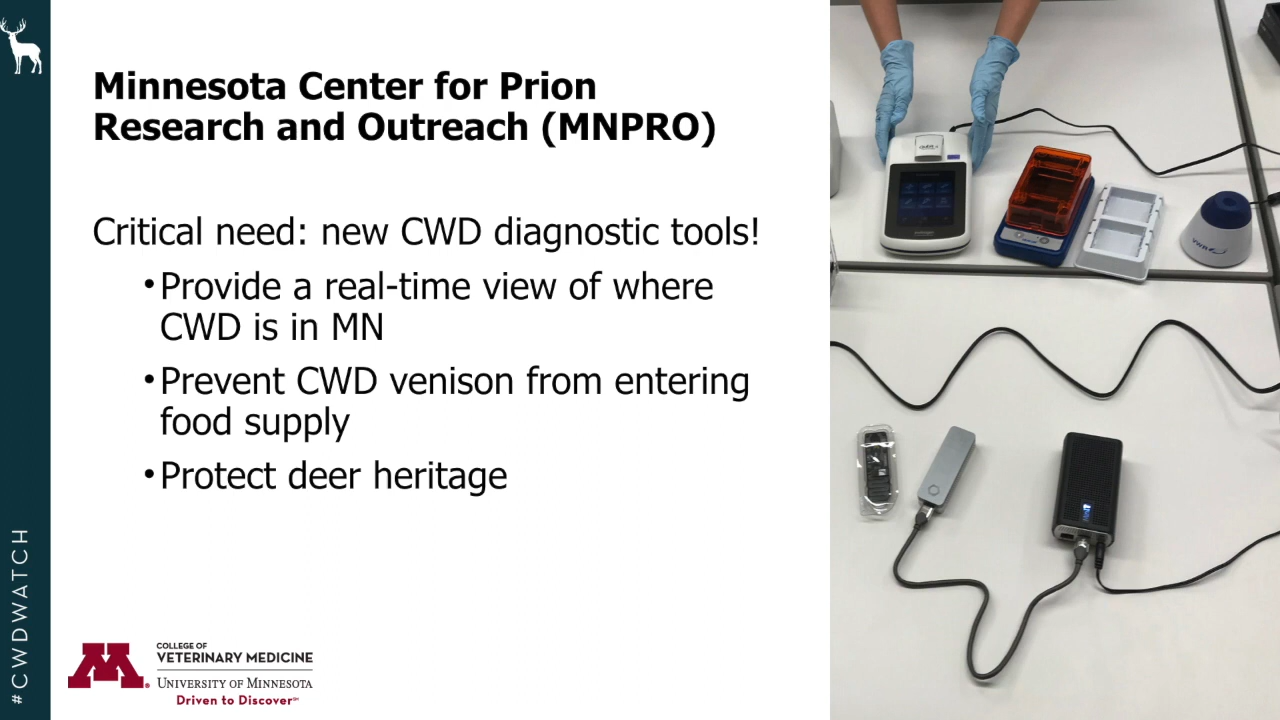 Minnesota Center for Prion
Research and Outreach (MNPRO)
Critical need: new CWD diagnostic tools!
•Provide a real-time view of where
CWD is in MN
•Prevent CWD venison from entering
food supply
•Protect deer heritage
#CWDWATCH
M
COLLEGE OF
VETERINARY MEDICINE
UNIVERSITY OF MINNESOTA
Driven to Discover℠
VWR